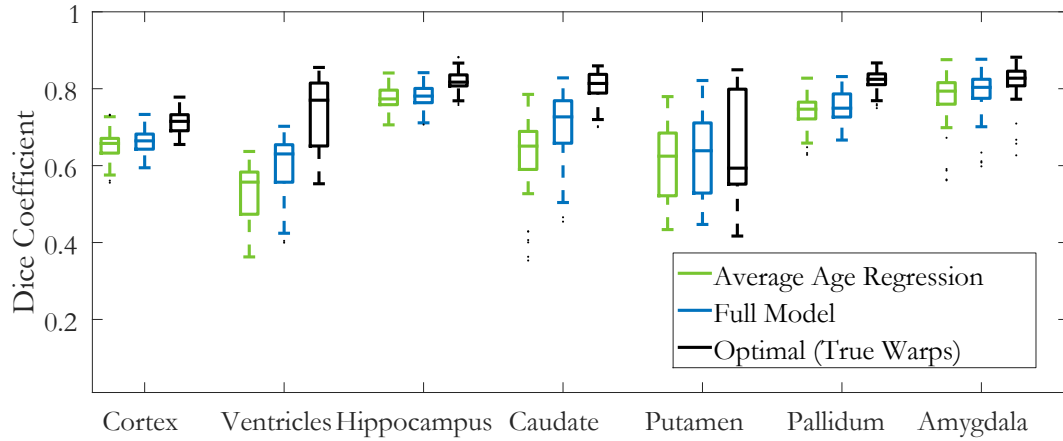 1
0.8
0.6
0.4
0.2
Dice Coefficient
Average Age Regression
Full Model
Optimal (True Warps)
Cortex Ventricles Hippocampus Caudate Putamen Pallidum Amygdala